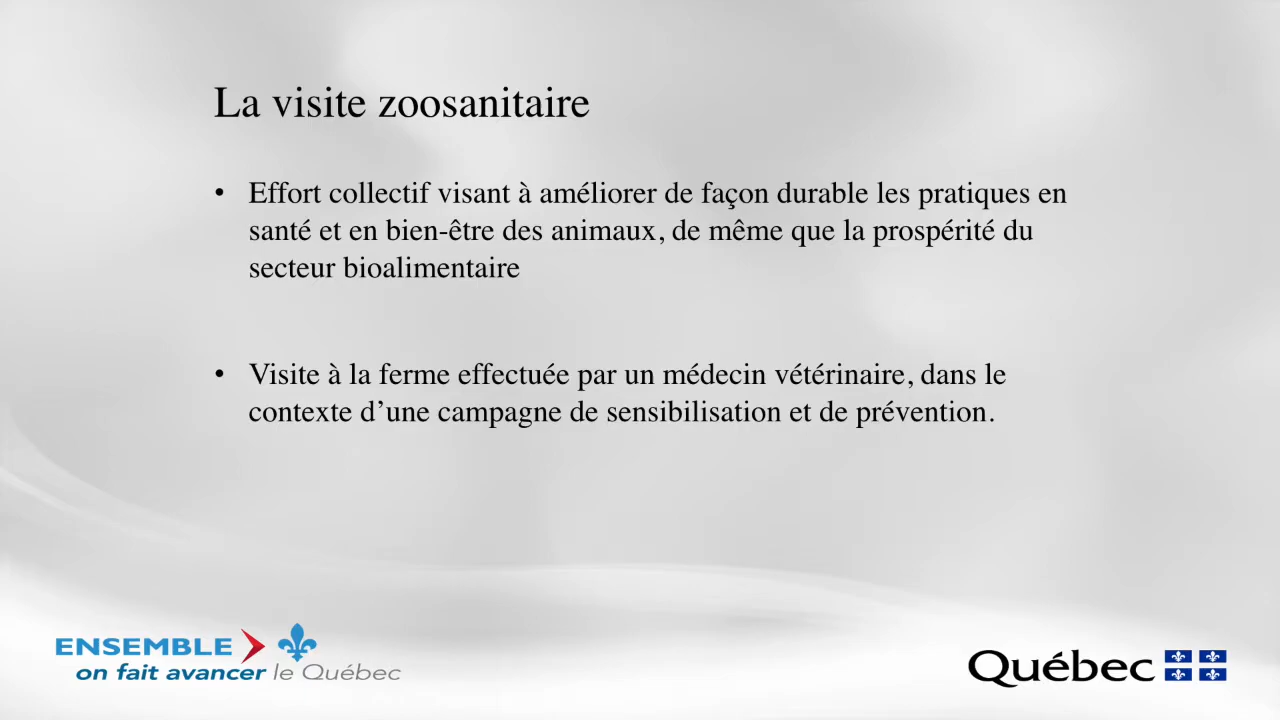 La visite zoosanitaire
• Effort collectif visant à améliorer de façon durable les pratiques en
santé et en bien-être des animaux, de même que la prospérité du
secteur bioalimentaire
• Visite à la ferme effectuée par un médecin vétérinaire, dans le
contexte d’une campagne de sensibilisation et de prévention.
ENSEMBLE
on fait avancer le Québec
Québec